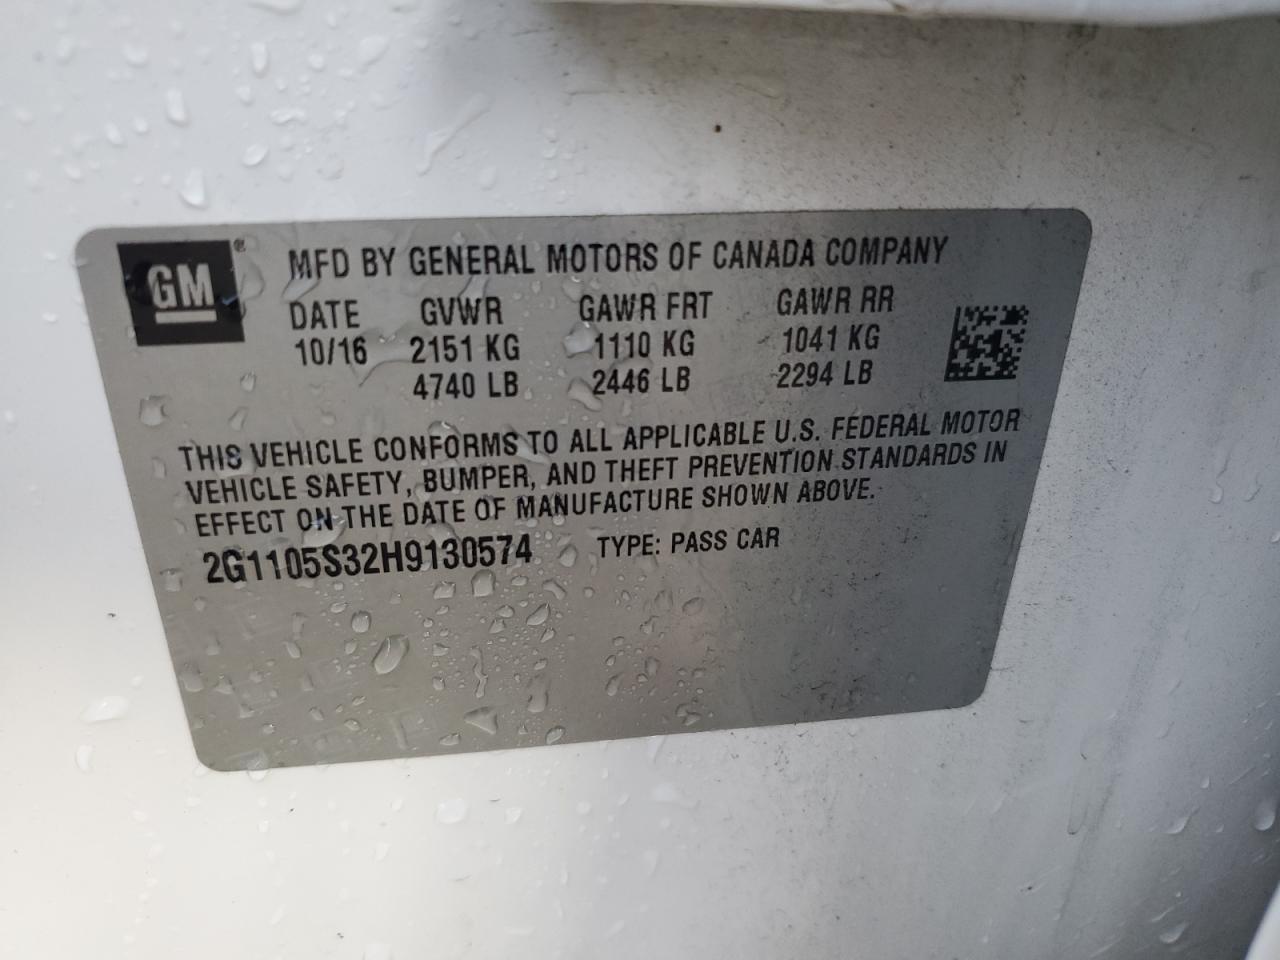 GM®
MFD BY GENERAL MOTORS OF CANADA COMPANY
DATE GVWR GAWR FRT GAWR RR
10/16 2151 KG 1110 KG 1041 KG
4740 LB 2446 LB 2294 LB
THIS VEHICLE CONFORMS TO ALL APPLICABLE U.S. FEDERAL MOTOR
VEHICLE SAFETY, BUMPER, AND THEFT PREVENTION STANDARDS IN
EFFECT ON THE DATE OF MANUFACTURE SHOWN ABOVE.
2G1105S32H9130574 TYPE: PASS CAR